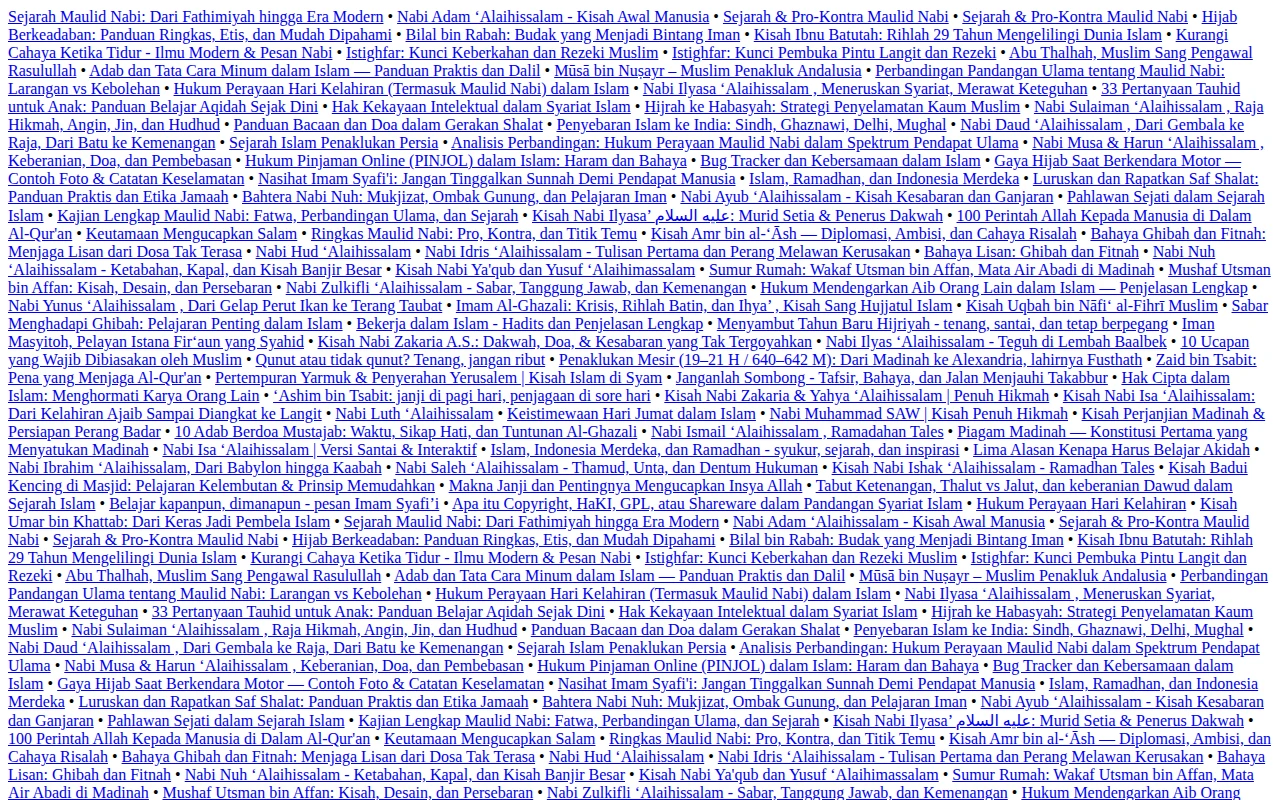 Sejarah Maulid Nabi: Dari Fathimiyah hingga Era Modern • Nabi Adam ‘Alaihissalam - Kisah Awal Manusia • Sejarah & Pro-Kontra Maulid Nabi • Sejarah & Pro-Kontra Maulid Nabi • Hijab
Berkeadaban: Panduan Ringkas, Etis, dan Mudah Dipahami • Bilal bin Rabah: Budak yang Menjadi Bintang Iman • Kisah Ibnu Batutah: Rihlah 29 Tahun Mengelilingi Dunia Islam • Kurangi
Cahaya Ketika Tidur - Ilmu Modern & Pesan Nabi • Istighfar: Kunci Keberkahan dan Rezeki Muslim • Istighfar: Kunci Pembuka Pintu Langit dan Rezeki • Abu Thalhah, Muslim Sang Pengawal
Rasulullah • Adab dan Tata Cara Minum dalam Islam — Panduan Praktis dan Dalil • Mūsā bin Nuṣayr – Muslim Penakluk Andalusia • Perbandingan Pandangan Ulama tentang Maulid Nabi:
Larangan vs Kebolehan • Hukum Perayaan Hari Kelahiran (Termasuk Maulid Nabi) dalam Islam • Nabi Ilyasa ‘Alaihissalam , Meneruskan Syariat, Merawat Keteguhan • 33 Pertanyaan Tauhid
untuk Anak: Panduan Belajar Aqidah Sejak Dini • Hak Kekayaan Intelektual dalam Syariat Islam • Hijrah ke Habasyah: Strategi Penyelamatan Kaum Muslim • Nabi Sulaiman ‘Alaihissalam , Raja
Hikmah, Angin, Jin, dan Hudhud • Panduan Bacaan dan Doa dalam Gerakan Shalat • Penyebaran Islam ke India: Sindh, Ghaznawi, Delhi, Mughal • Nabi Daud ‘Alaihissalam , Dari Gembala ke
Raja, Dari Batu ke Kemenangan • Sejarah Islam Penaklukan Persia • Analisis Perbandingan: Hukum Perayaan Maulid Nabi dalam Spektrum Pendapat Ulama • Nabi Musa & Harun ‘Alaihissalam ,
Keberanian, Doa, dan Pembebasan • Hukum Pinjaman Online (PINJOL) dalam Islam: Haram dan Bahaya • Bug Tracker dan Kebersamaan dalam Islam • Gaya Hijab Saat Berkendara Motor —
Contoh Foto & Catatan Keselamatan • Nasihat Imam Syafi'i: Jangan Tinggalkan Sunnah Demi Pendapat Manusia • Islam, Ramadhan, dan Indonesia Merdeka • Luruskan dan Rapatkan Saf Shalat:
Panduan Praktis dan Etika Jamaah • Bahtera Nabi Nuh: Mukjizat, Ombak Gunung, dan Pelajaran Iman • Nabi Ayub ‘Alaihissalam - Kisah Kesabaran dan Ganjaran • Pahlawan Sejati dalam Sejarah
Islam • Kajian Lengkap Maulid Nabi: Fatwa, Perbandingan Ulama, dan Sejarah • Kisah Nabi Ilyasa’ عليه السلام: Murid Setia & Penerus Dakwah • 100 Perintah Allah Kepada Manusia di Dalam
Al-Qur'an • Keutamaan Mengucapkan Salam • Ringkas Maulid Nabi: Pro, Kontra, dan Titik Temu • Kisah Amr bin al-‘Āsh — Diplomasi, Ambisi, dan Cahaya Risalah • Bahaya Ghibah dan Fitnah:
Menjaga Lisan dari Dosa Tak Terasa • Nabi Hud ‘Alaihissalam • Nabi Idris ‘Alaihissalam - Tulisan Pertama dan Perang Melawan Kerusakan • Bahaya Lisan: Ghibah dan Fitnah • Nabi Nuh
‘Alaihissalam - Ketabahan, Kapal, dan Kisah Banjir Besar • Kisah Nabi Ya'qub dan Yusuf ‘Alaihimassalam • Sumur Rumah: Wakaf Utsman bin Affan, Mata Air Abadi di Madinah • Mushaf Utsman
bin Affan: Kisah, Desain, dan Persebaran • Nabi Zulkifli ‘Alaihissalam - Sabar, Tanggung Jawab, dan Kemenangan • Hukum Mendengarkan Aib Orang Lain dalam Islam — Penjelasan Lengkap •
Nabi Yunus ‘Alaihissalam , Dari Gelap Perut Ikan ke Terang Taubat • Imam Al-Ghazali: Krisis, Rihlah Batin, dan Ihya’ , Kisah Sang Hujjatul Islam • Kisah Uqbah bin Nāfi‘ al-Fihrī Muslim • Sabar
Menghadapi Ghibah: Pelajaran Penting dalam Islam • Bekerja dalam Islam - Hadits dan Penjelasan Lengkap • Menyambut Tahun Baru Hijriyah - tenang, santai, dan tetap berpegang • Iman
Masyitoh, Pelayan Istana Fir‘aun yang Syahid • Kisah Nabi Zakaria A.S.: Dakwah, Doa, & Kesabaran yang Tak Tergoyahkan • Nabi Ilyas ‘Alaihissalam - Teguh di Lembah Baalbek • 10 Ucapan
yang Wajib Dibiasakan oleh Muslim • Qunut atau tidak qunut? Tenang, jangan ribut • Penaklukan Mesir (19–21 H / 640–642 M): Dari Madinah ke Alexandria, lahirnya Fusthath • Zaid bin Tsabit:
Pena yang Menjaga Al-Qur'an • Pertempuran Yarmuk & Penyerahan Yerusalem | Kisah Islam di Syam • Janganlah Sombong - Tafsir, Bahaya, dan Jalan Menjauhi Takabbur • Hak Cipta dalam
Islam: Menghormati Karya Orang Lain • ‘Ashim bin Tsabit: janji di pagi hari, penjagaan di sore hari • Kisah Nabi Zakaria & Yahya ‘Alaihissalam | Penuh Hikmah • Kisah Nabi Isa ‘Alaihissalam:
Dari Kelahiran Ajaib Sampai Diangkat ke Langit • Nabi Luth ‘Alaihissalam • Keistimewaan Hari Jumat dalam Islam • Nabi Muhammad SAW | Kisah Penuh Hikmah • Kisah Perjanjian Madinah &
Persiapan Perang Badar • 10 Adab Berdoa Mustajab: Waktu, Sikap Hati, dan Tuntunan Al-Ghazali • Nabi Ismail ‘Alaihissalam , Ramadahan Tales • Piagam Madinah — Konstitusi Pertama yang
Menyatukan Madinah • Nabi Isa ‘Alaihissalam | Versi Santai & Interaktif • Islam, Indonesia Merdeka, dan Ramadhan - syukur, sejarah, dan inspirasi • Lima Alasan Kenapa Harus Belajar Akidah •
Nabi Ibrahim ‘Alaihissalam, Dari Babylon hingga Kaabah • Nabi Saleh ‘Alaihissalam - Thamud, Unta, dan Dentum Hukuman • Kisah Nabi Ishak ‘Alaihissalam - Ramadhan Tales • Kisah Badui
Kencing di Masjid: Pelajaran Kelembutan & Prinsip Memudahkan • Makna Janji dan Pentingnya Mengucapkan Insya Allah • Tabut Ketenangan, Thalut vs Jalut, dan keberanian Dawud dalam
Sejarah Islam • Belajar kapanpun, dimanapun - pesan Imam Syafi’i • Apa itu Copyright, HaKI, GPL, atau Shareware dalam Pandangan Syariat Islam • Hukum Perayaan Hari Kelahiran • Kisah
Umar bin Khattab: Dari Keras Jadi Pembela Islam • Sejarah Maulid Nabi: Dari Fathimiyah hingga Era Modern • Nabi Adam ‘Alaihissalam - Kisah Awal Manusia • Sejarah & Pro-Kontra Maulid
Nabi • Sejarah & Pro-Kontra Maulid Nabi • Hijab Berkeadaban: Panduan Ringkas, Etis, dan Mudah Dipahami • Bilal bin Rabah: Budak yang Menjadi Bintang Iman • Kisah Ibnu Batutah: Rihlah
29 Tahun Mengelilingi Dunia Islam • Kurangi Cahaya Ketika Tidur - Ilmu Modern & Pesan Nabi • Istighfar: Kunci Keberkahan dan Rezeki Muslim • Istighfar: Kunci Pembuka Pintu Langit dan
Rezeki • Abu Thalhah, Muslim Sang Pengawal Rasulullah • Adab dan Tata Cara Minum dalam Islam — Panduan Praktis dan Dalil • Mūsā bin Nuṣayr – Muslim Penakluk Andalusia • Perbandingan
Pandangan Ulama tentang Maulid Nabi: Larangan vs Kebolehan • Hukum Perayaan Hari Kelahiran (Termasuk Maulid Nabi) dalam Islam • Nabi Ilyasa ‘Alaihissalam , Meneruskan Syariat,
Merawat Keteguhan • 33 Pertanyaan Tauhid untuk Anak: Panduan Belajar Aqidah Sejak Dini • Hak Kekayaan Intelektual dalam Syariat Islam • Hijrah ke Habasyah: Strategi Penyelamatan Kaum
Muslim • Nabi Sulaiman ‘Alaihissalam , Raja Hikmah, Angin, Jin, dan Hudhud • Panduan Bacaan dan Doa dalam Gerakan Shalat • Penyebaran Islam ke India: Sindh, Ghaznawi, Delhi, Mughal •
Nabi Daud ‘Alaihissalam , Dari Gembala ke Raja, Dari Batu ke Kemenangan • Sejarah Islam Penaklukan Persia • Analisis Perbandingan: Hukum Perayaan Maulid Nabi dalam Spektrum Pendapat
Ulama • Nabi Musa & Harun ‘Alaihissalam , Keberanian, Doa, dan Pembebasan • Hukum Pinjaman Online (PINJOL) dalam Islam: Haram dan Bahaya • Bug Tracker dan Kebersamaan dalam
Islam • Gaya Hijab Saat Berkendara Motor — Contoh Foto & Catatan Keselamatan • Nasihat Imam Syafi'i: Jangan Tinggalkan Sunnah Demi Pendapat Manusia • Islam, Ramadhan, dan Indonesia
Merdeka • Luruskan dan Rapatkan Saf Shalat: Panduan Praktis dan Etika Jamaah • Bahtera Nabi Nuh: Mukjizat, Ombak Gunung, dan Pelajaran Iman • Nabi Ayub ‘Alaihissalam - Kisah Kesabaran
dan Ganjaran • Pahlawan Sejati dalam Sejarah Islam • Kajian Lengkap Maulid Nabi: Fatwa, Perbandingan Ulama, dan Sejarah • Kisah Nabi Ilyasa’ عليه السلام: Murid Setia & Penerus Dakwah •
100 Perintah Allah Kepada Manusia di Dalam Al-Qur'an • Keutamaan Mengucapkan Salam • Ringkas Maulid Nabi: Pro, Kontra, dan Titik Temu • Kisah Amr bin al-‘Āsh — Diplomasi, Ambisi, dan
Cahaya Risalah • Bahaya Ghibah dan Fitnah: Menjaga Lisan dari Dosa Tak Terasa • Nabi Hud ‘Alaihissalam • Nabi Idris ‘Alaihissalam - Tulisan Pertama dan Perang Melawan Kerusakan • Bahaya
Lisan: Ghibah dan Fitnah • Nabi Nuh ‘Alaihissalam - Ketabahan, Kapal, dan Kisah Banjir Besar • Kisah Nabi Ya'qub dan Yusuf ‘Alaihimassalam • Sumur Rumah: Wakaf Utsman bin Affan, Mata
Air Abadi di Madinah • Mushaf Utsman bin Affan: Kisah, Desain, dan Persebaran • Nabi Zulkifli ‘Alaihissalam - Sabar, Tanggung Jawab, dan Kemenangan • Hukum Mendengarkan Aib Orang